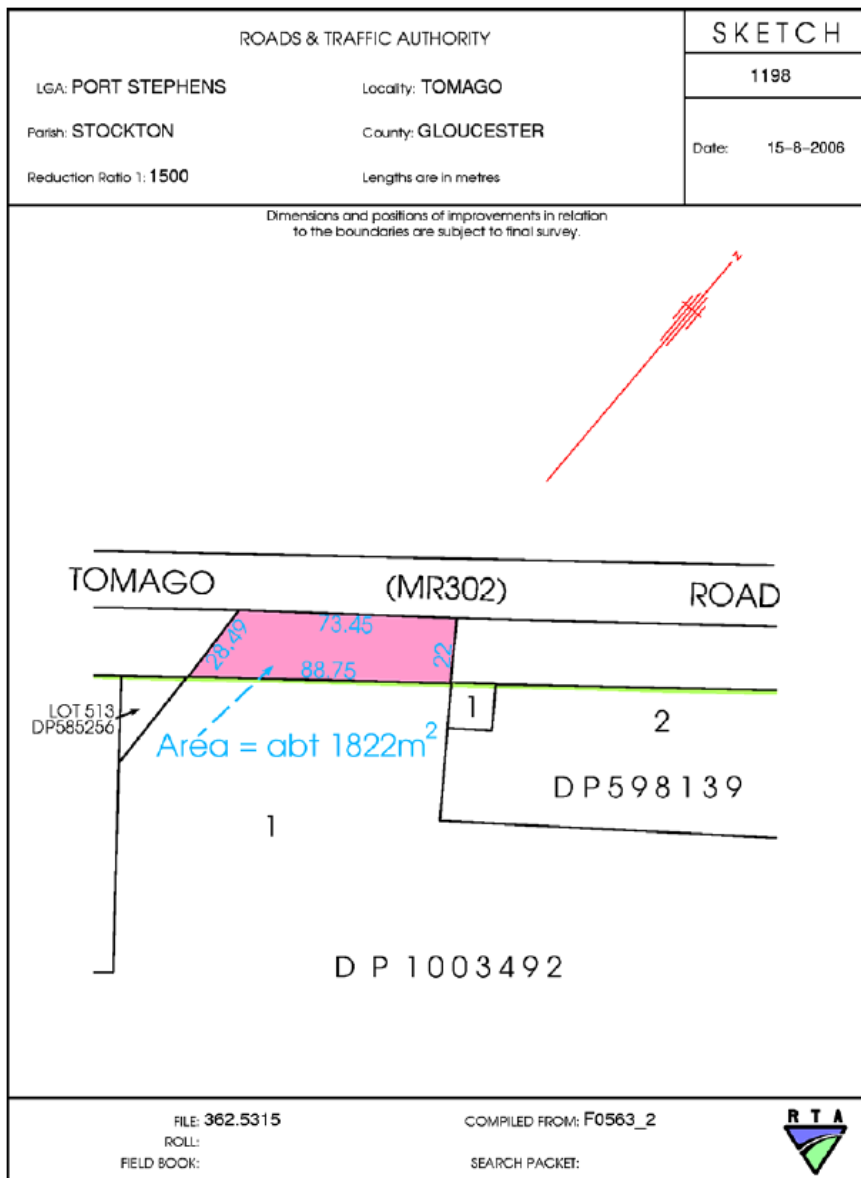 ROADS & TRAFFIC AUTHORITY
SKETCH
LGA: PORT STEPHENS
Locality: TOMAGO
1198
Parish: STOCKTON
County: GLOUCESTER
Date: 15-8-2006
Reduction Ratio 1: 1500
Lengths are in metres
Dimensions and positions of improvements in relation
to the boundaries are subject to final survey.
N
TOMAGO (MR302) ROAD
73.45
28.49
22
88.75
LOT 513
DP585256
1
2
Area = abt 1822m²
DP598139
1
DP 1003492
FILE: 362.5315
COMPILED FROM: F0563_2
ROLL:
FIELD BOOK:
SEARCH PACKET:
RTA